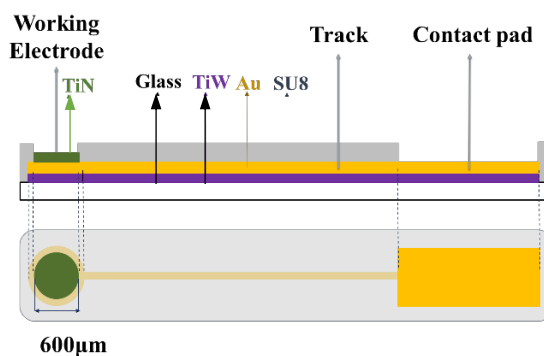 Working
Electrode
Track
Contact pad
TiN
Glass
TiW
Au
SU8
600μm